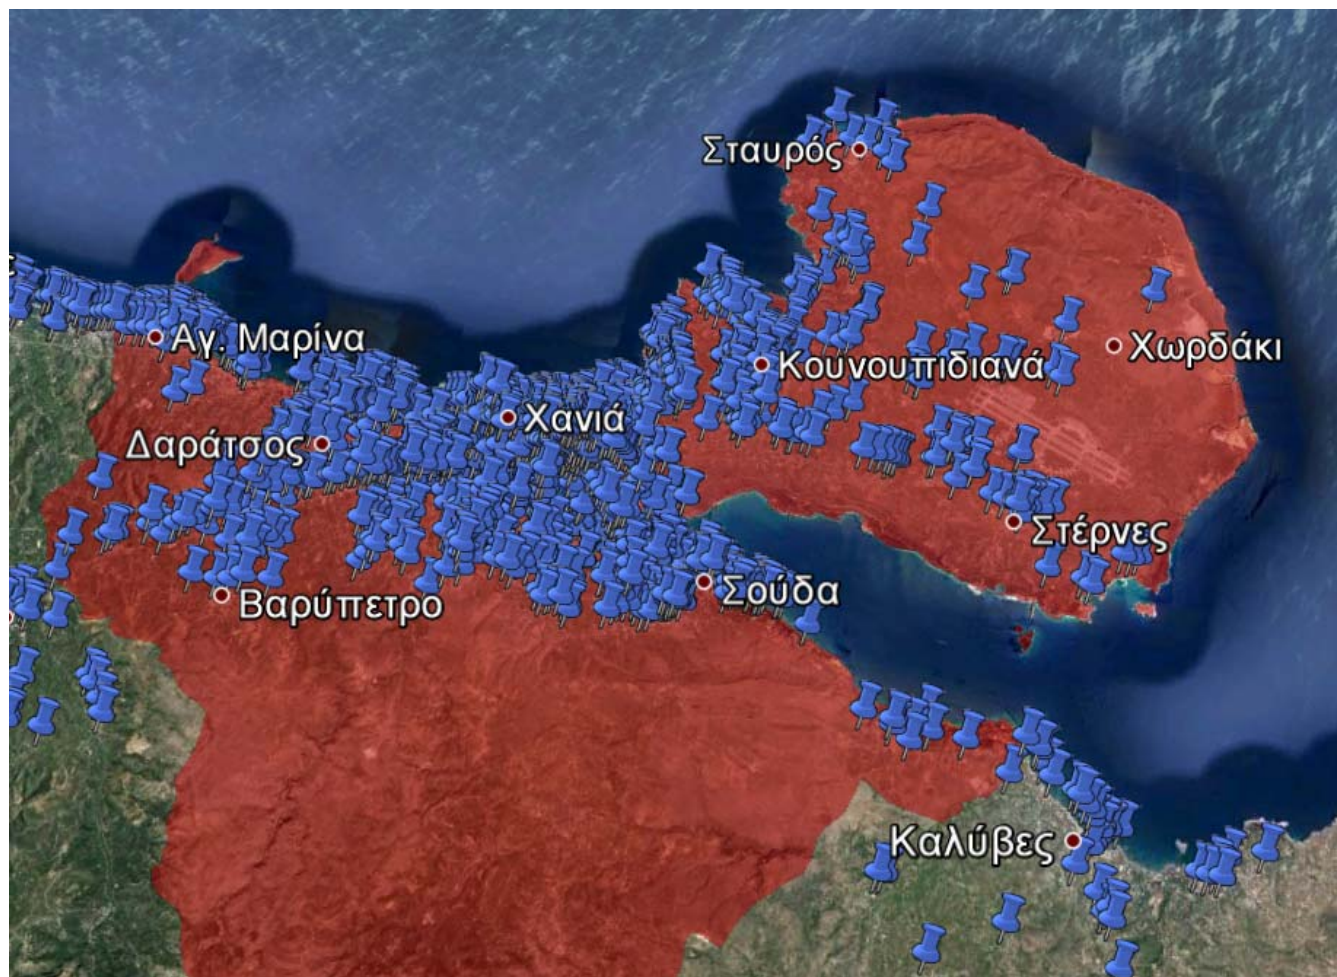 Σταυρός
Αγ. Μαρίνα
Χωρδάκι
Κουνουπιδιανά
Χανιά
Δαράτσος
Στέρνες
Σούδα
Βαρύπετρο
Καλύβες